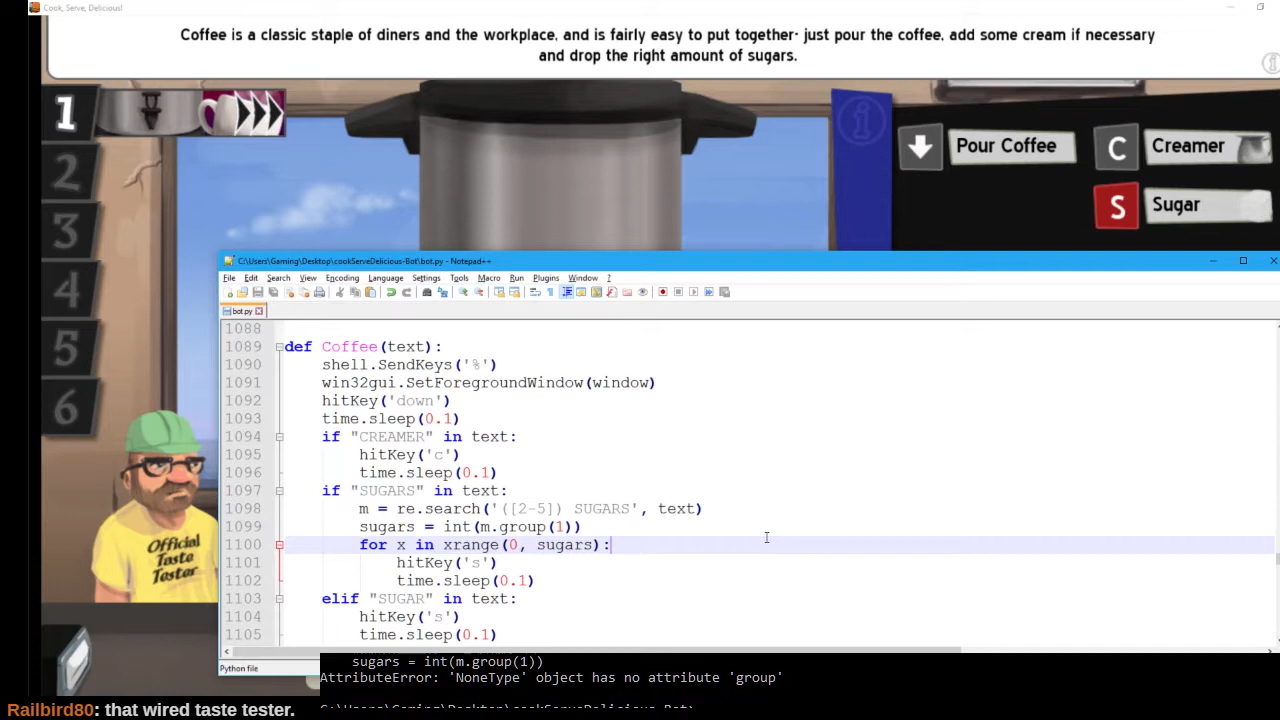 Cook, Serve, Delicious!
Coffee is a classic staple of diners and the workplace, and is fairly easy to put together- just pour the coffee, add some cream if necessary
and drop the right amount of sugars.
1
2
3
4
5
6
Pour Coffee
C
Creamer
S
Sugar
Official
Taste
Tester
C:\Users\Gaming\Desktop\cookServeDelicious-Bot\bot.py - Notepad++
File Edit Search View Encoding Language Settings Tools Macro Run Plugins Window ?
bot.py
1088
1089 def Coffee(text):
1090 shell.SendKeys('%')
1091 win32gui.SetForegroundWindow(window)
1092 hitKey('down')
1093 time.sleep(0.1)
1094 if "CREAMER" in text:
1095 hitKey('c')
1096 time.sleep(0.1)
1097 if "SUGARS" in text:
1098 m = re.search('([2-5]) SUGARS', text)
1099 sugars = int(m.group(1))
1100 for x in xrange(0, sugars):
1101 hitKey('s')
1102 time.sleep(0.1)
1103 elif "SUGAR" in text:
1104 hitKey('s')
1105 time.sleep(0.1)
Python file
sugars = int(m.group(1))
AttributeError: 'NoneType' object has no attribute 'group'
C:\Users\Gaming\Desktop\cookServeDelicious-Bot>
Railbird80: that wired taste tester.